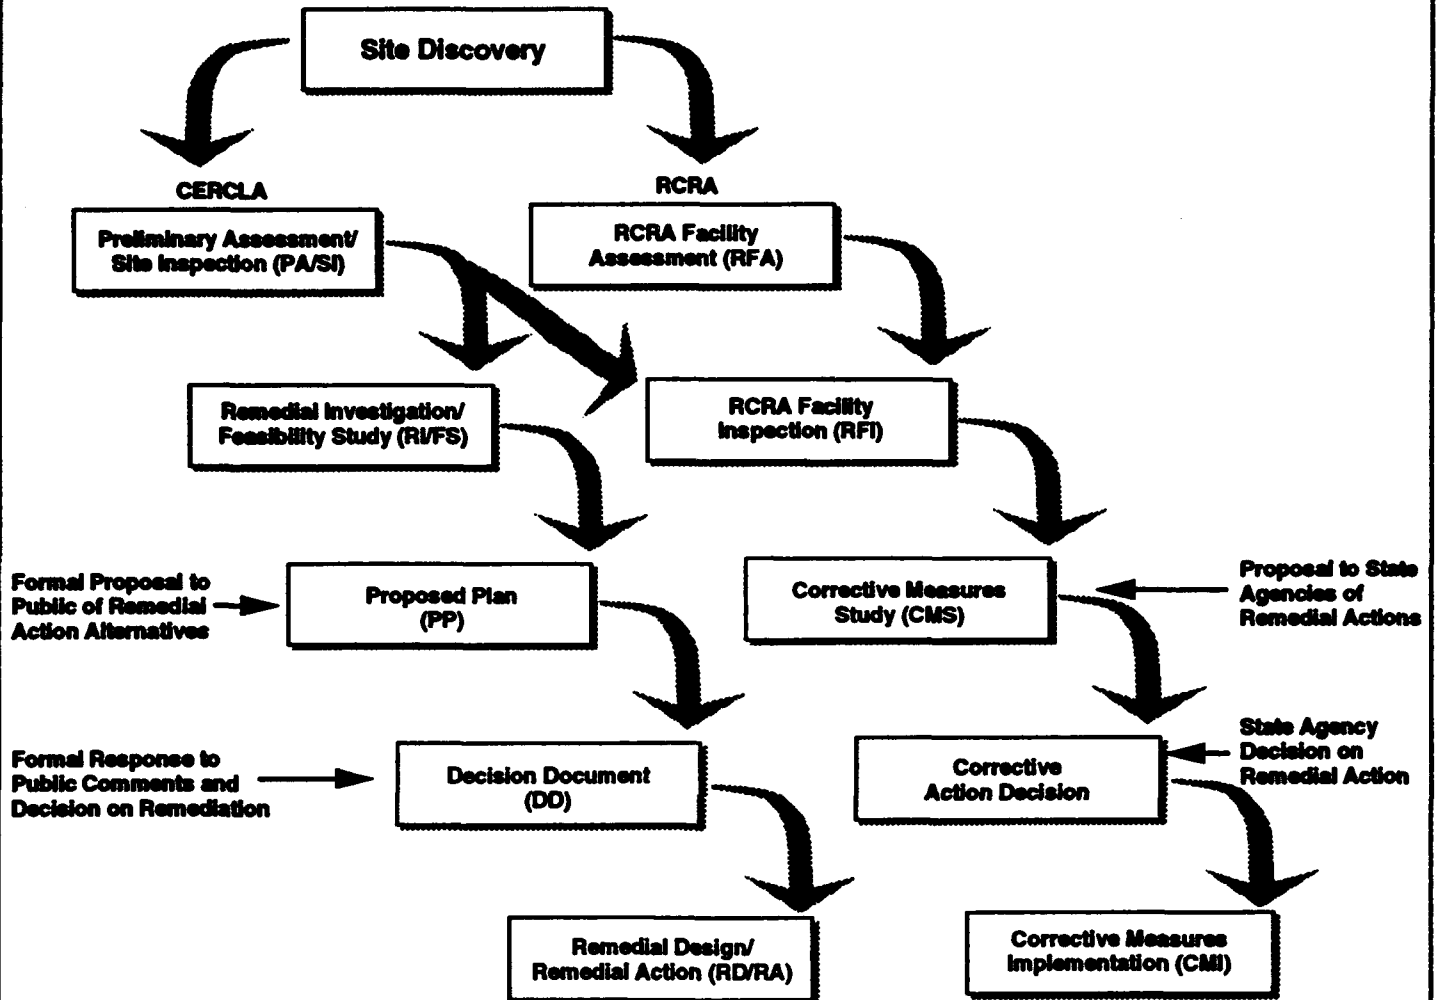 Site Discovery
CERCLA
RCRA
Preliminary Assessment/
Site Inspection (PA/SI)
RCRA Facility
Assessment (RFA)
Remedial Investigation/
Feasibility Study (RI/FS)
RCRA Facility
Inspection (RFI)
Formal Proposal to
Public of Remedial
Action Alternatives
Proposed Plan
(PP)
Corrective Measures
Study (CMS)
Proposal to State
Agencies of
Remedial Actions
Formal Response to
Public Comments and
Decision on Remediation
Decision Document
(DD)
Corrective
Action Decision
State Agency
Decision on
Remedial Action
Remedial Design/
Remedial Action (RD/RA)
Corrective Measures
Implementation (CMI)